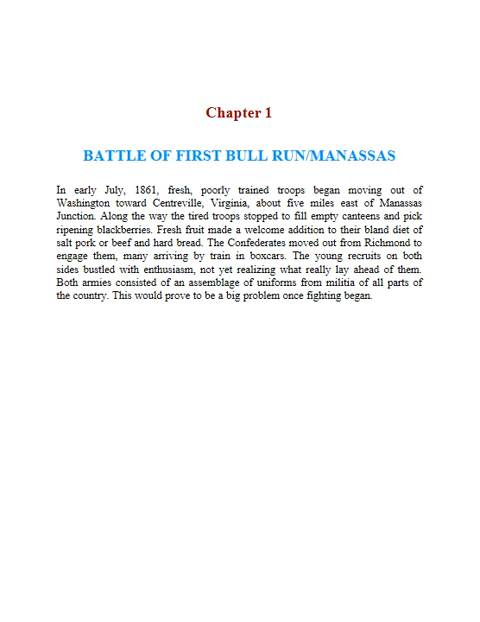 Chapter 1
BATTLE OF FIRST BULL RUN/MANASSAS
In early July, 1861, fresh, poorly trained troops began moving out of
Washington toward Centreville, Virginia, about five miles east of Manassas
Junction. Along the way the tired troops stopped to fill empty canteens and pick
ripening blackberries. Fresh fruit made a welcome addition to their bland diet of
salt pork or beef and hard bread. The Confederates moved out from Richmond to
engage them, many arriving by train in boxcars. The young recruits on both
sides bustled with enthusiasm, not yet realizing what really lay ahead of them.
Both armies consisted of an assemblage of uniforms from militia of all parts of
the country. This would prove to be a big problem once fighting began.